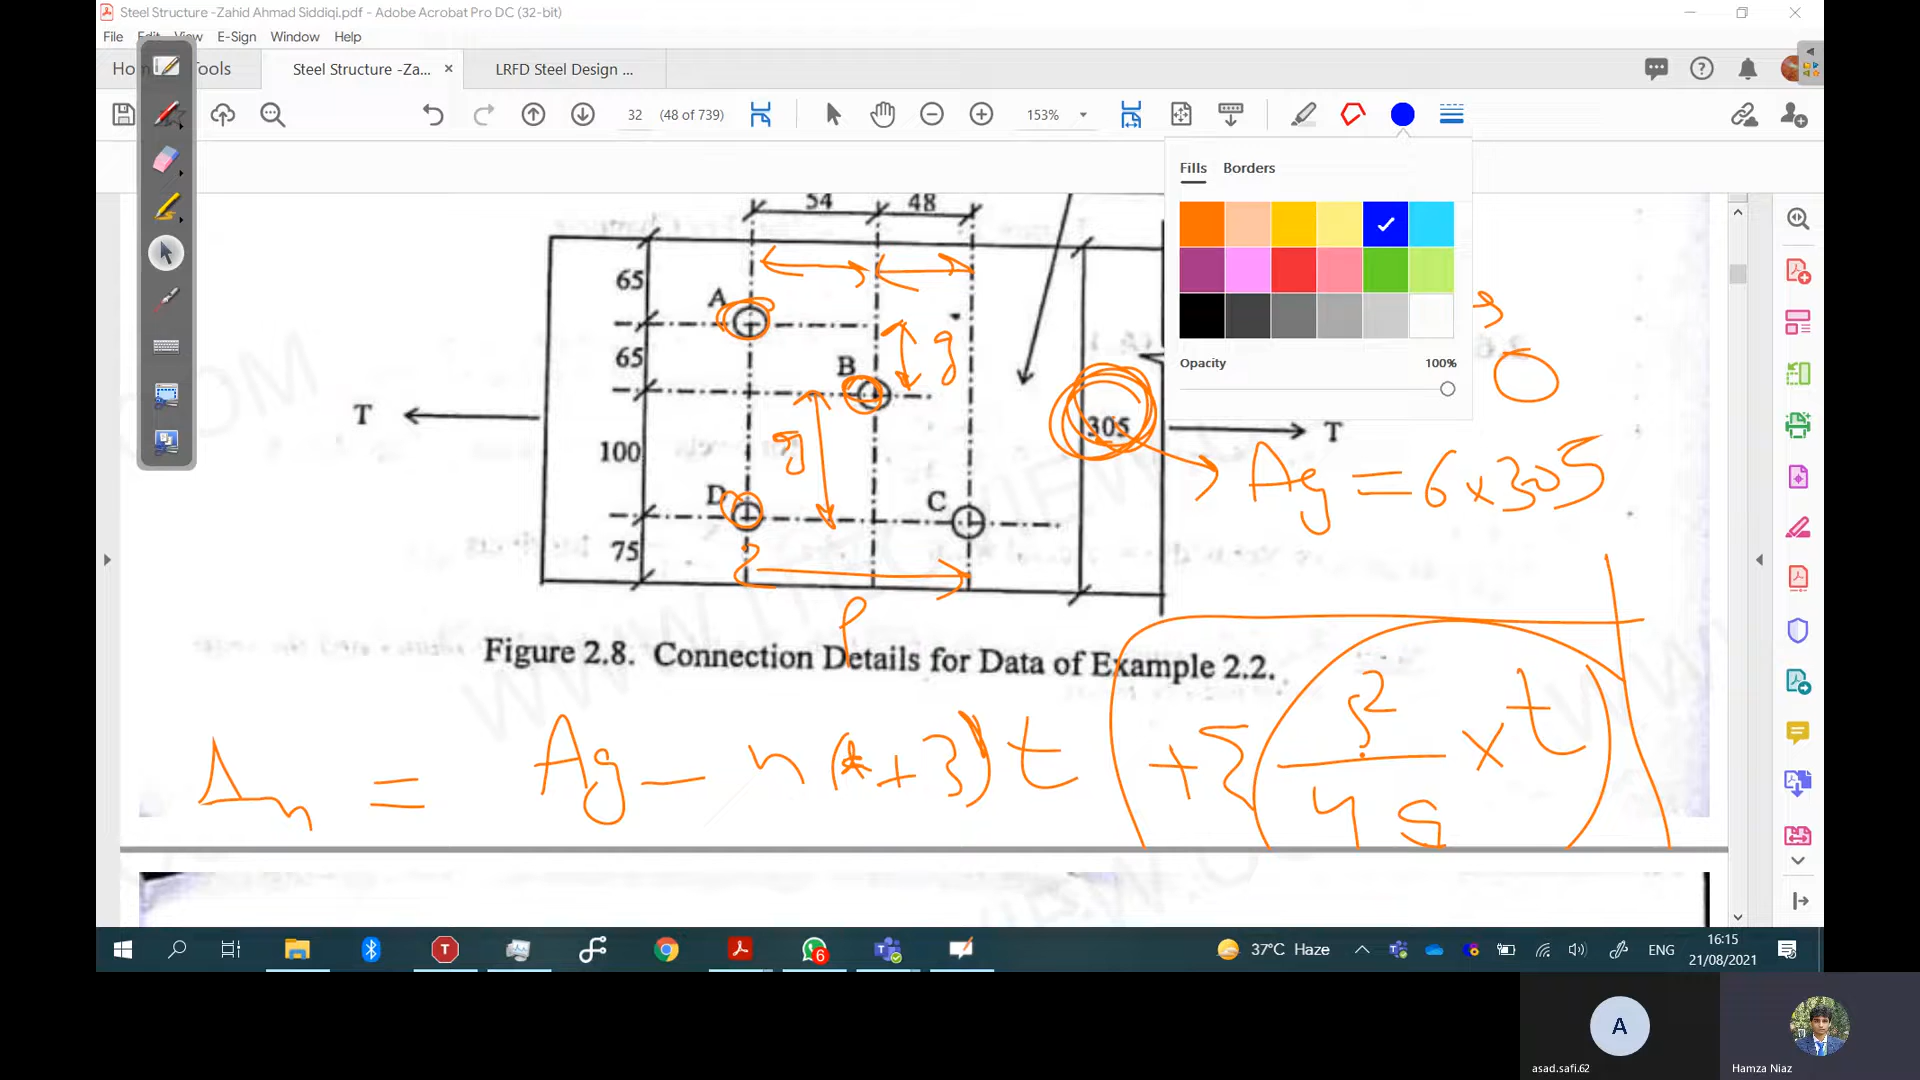 Steel Structure -Zahid Ahmad Siddiqi.pdf - Adobe Acrobat Pro DC (32-bit)
File Edit View E-Sign Window Help
Tools
Steel Structure -Za... ×
LRFD Steel Design ...
32 (48 of 739)
153%
Fills Borders
Opacity 100%
54 48
65
A
65
B
g
T
305
T
100
g
Ag = 6x305
D
C
75
Figure 2.8. Connection Details for Data of Example 2.2.
An = Ag - n(* + 3) t + Σ s² / 4g x t
37°C Haze
ENG
16:15
21/08/2021
6
A
asad.safi.62
Hamza Niaz